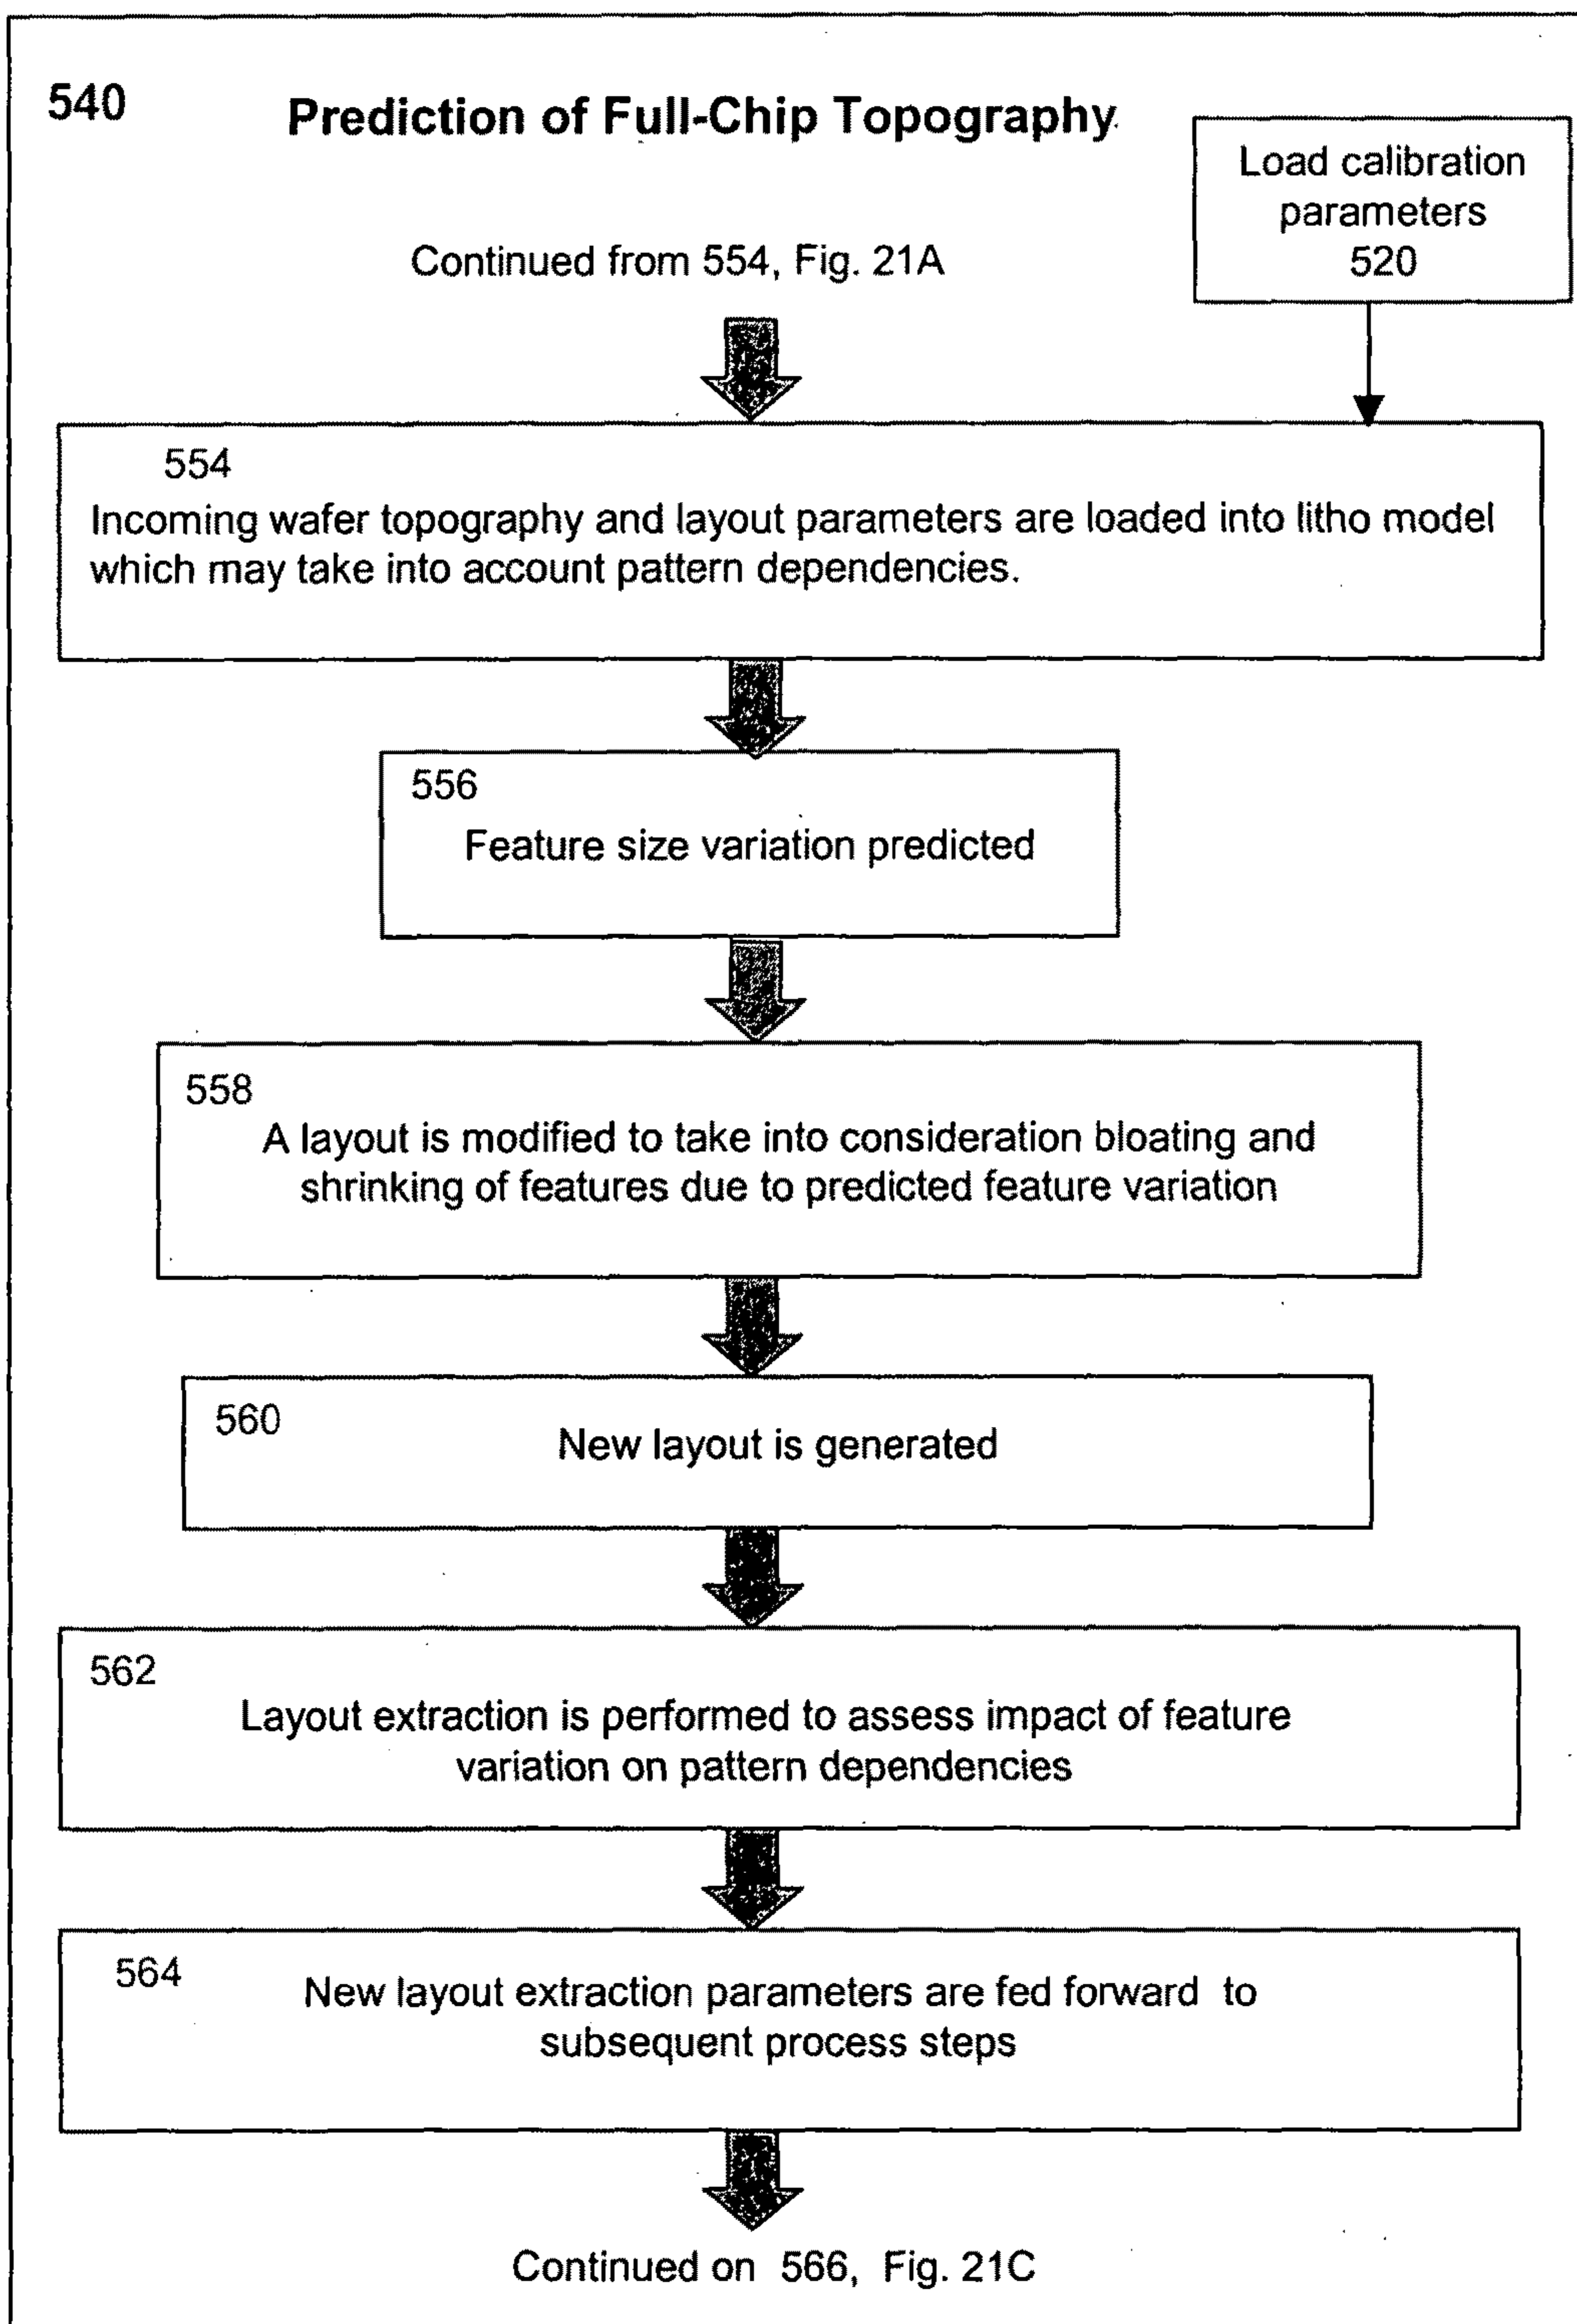 540
Prediction of Full-Chip Topography
Load calibration
parameters
520
Continued from 554, Fig. 21A
554
Incoming wafer topography and layout parameters are loaded into litho model
which may take into account pattern dependencies.
556
Feature size variation predicted
558
A layout is modified to take into consideration bloating and
shrinking of features due to predicted feature variation
560
New layout is generated
562
Layout extraction is performed to assess impact of feature
variation on pattern dependencies
564
New layout extraction parameters are fed forward to
subsequent process steps
Continued on 566, Fig. 21C